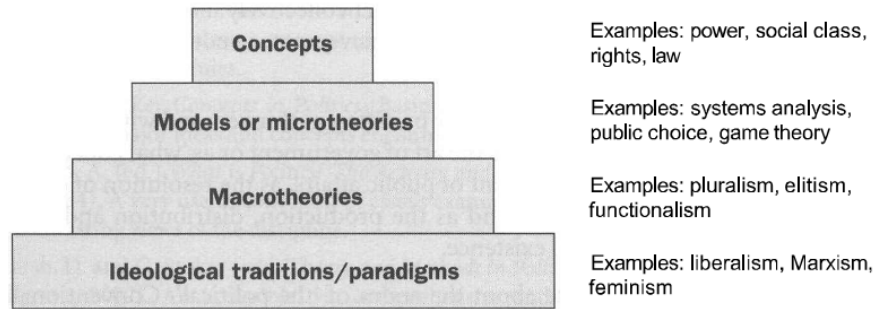 Concepts
Examples: power, social class,
rights, law
Models or microtheories
Examples: systems analysis,
public choice, game theory
Macrotheories
Examples: pluralism, elitism,
functionalism
Ideological traditions/paradigms
Examples: liberalism, Marxism,
feminism